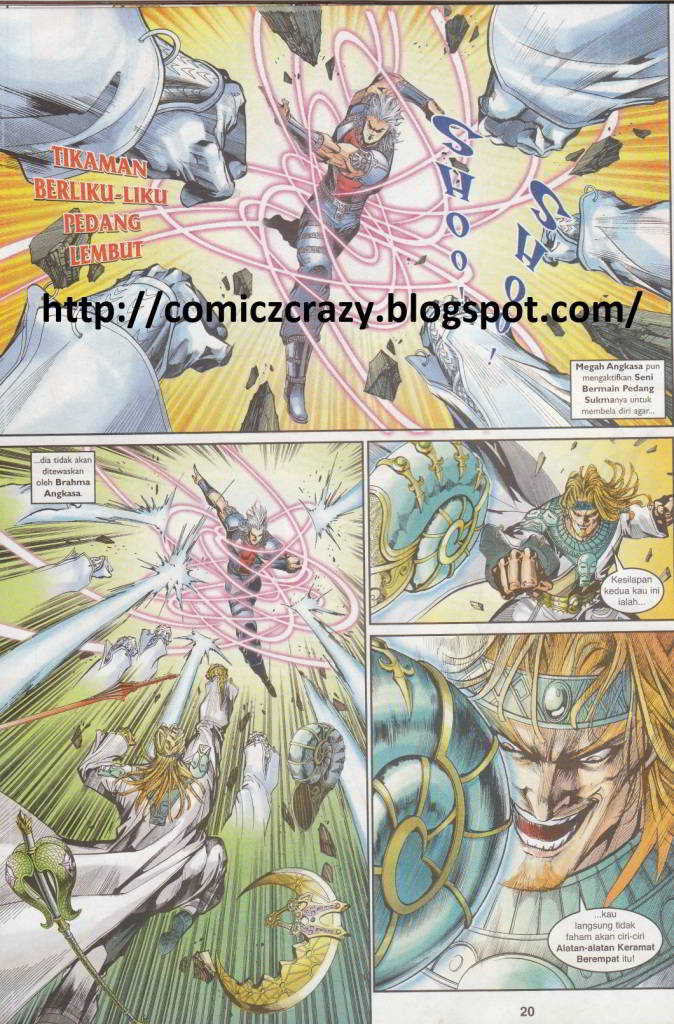 TIKAMAN
BERLIKU-LIKU
PEDANG
LEMBUT
SHOO!
SHOO!
http://comiczcrazy.blogspot.com/
Megah Angkasa pun
mengaktifkan Seni
Bermain Pedang
Sukmanya untuk
membela diri agar...
...dia tidak akan
ditewaskan
oleh Brahma
Angkasa.
Kesilapan
kedua kau ini
ialah...
...kau
langsung tidak
faham akan ciri-ciri
Alatan-alatan Keramat
Berempat itu!
20